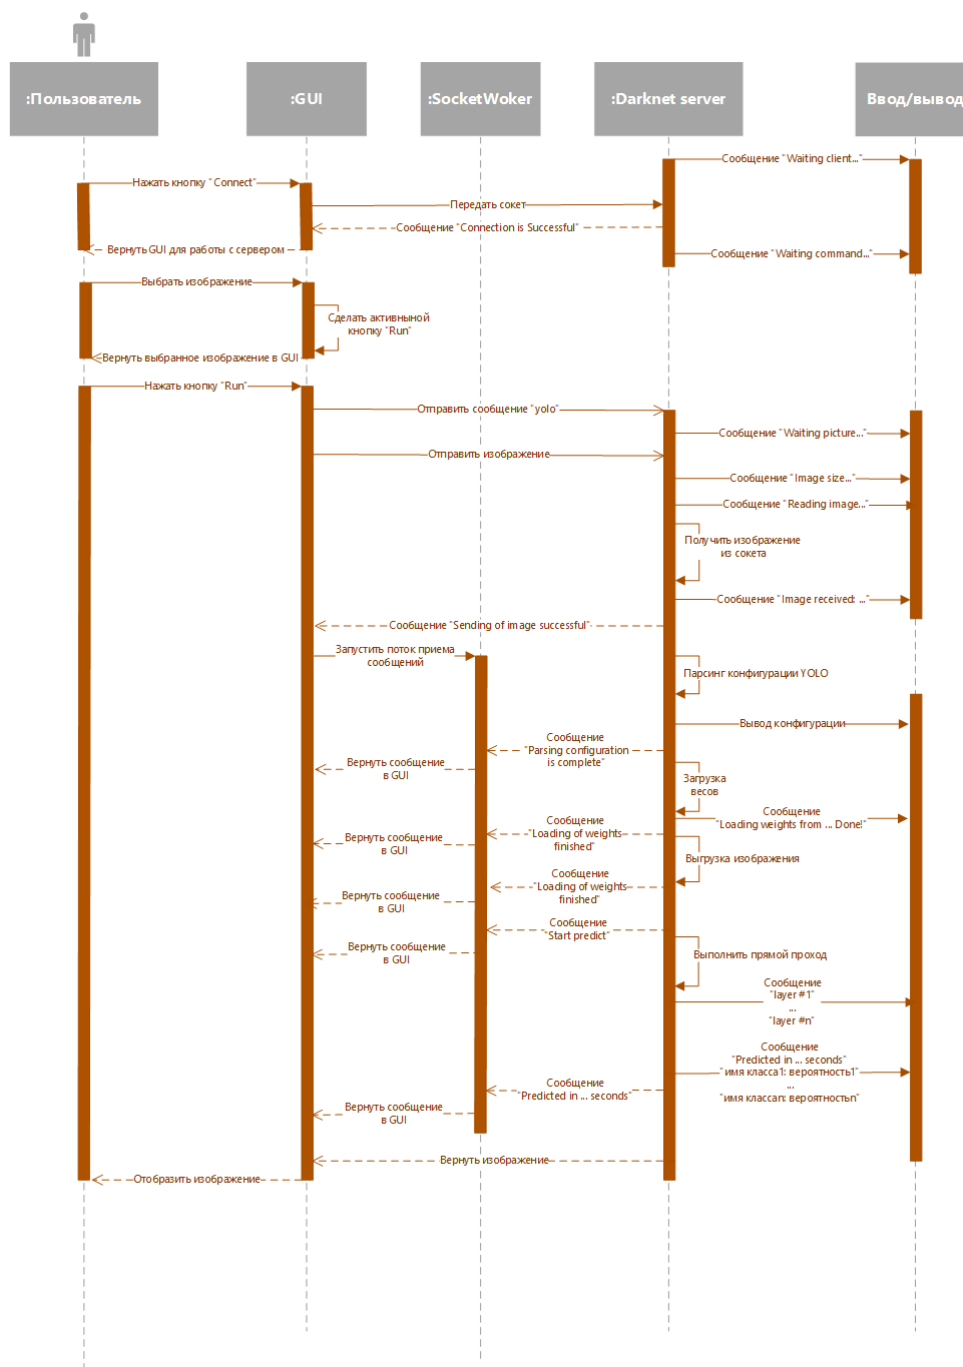 :Пользователь
:GUI
:SocketWoker
:Darknet server
Ввод/вывод
Сообщение "Waiting client..."
Нажать кнопку "Connect"
Передать сокет
Сообщение "Connection is Successful"
Вернуть GUI для работы с сервером
Сообщение "Waiting command..."
Выбрать изображение
Сделать активныной
кнопку "Run"
Вернуть выбранное изображение в GUI
Нажать кнопку "Run"
Отправить сообщение "yolo"
Сообщение "Waiting picture..."
Отправить изображение
Сообщение "Image size..."
Сообщение "Reading image..."
Получить изображение
из сокета
Сообщение "Image received: ..."
Сообщение "Sending of image successful"
Запустить поток приема
сообщений
Парсинг конфигурации YOLO
Вывод конфигурации
Сообщение
"Parsing configuration
is complete"
Вернуть сообщение
в GUI
Загрузка
весов
Сообщение
"Loading weights from ... Done!"
Сообщение
"Loading of weights
finished"
Вернуть сообщение
в GUI
Выгрузка изображения
Сообщение
"Loading of weights
finished"
Вернуть сообщение
в GUI
Сообщение
"Start predict"
Вернуть сообщение
в GUI
Выполнить прямой проход
Сообщение
"layer #1"
...
"layer #n"
Сообщение
"Predicted in ... seconds"
"имя класса1: вероятность1"
...
"имя классаn: вероятностьn"
Сообщение
"Predicted in ... seconds"
Вернуть сообщение
в GUI
Вернуть изображение
Отобразить изображение